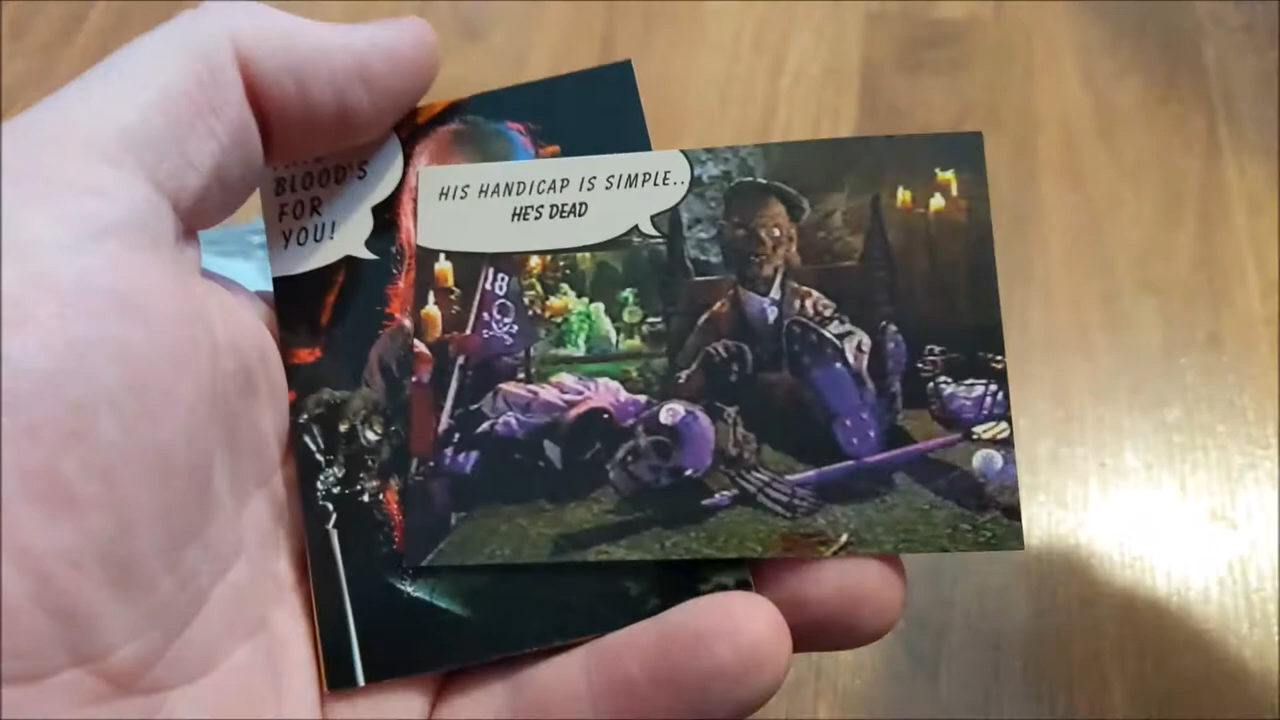 BLOOD'S
FOR
YOU!
HIS HANDICAP IS SIMPLE..
HE'S DEAD
18